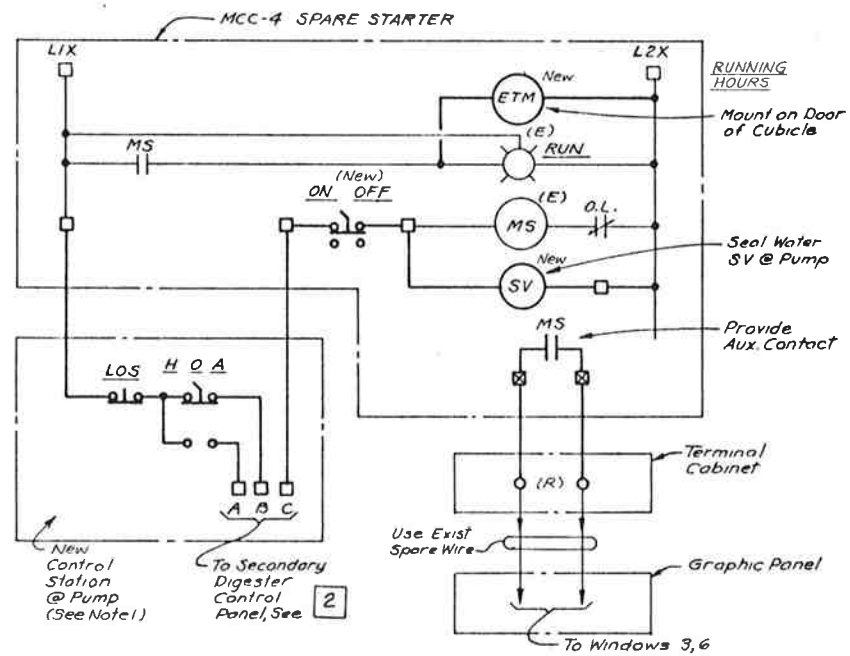 MCC-4 SPARE STARTER
L1X
L2X
RUNNING
HOURS
New
ETM
Mount on Door
of Cubicle
(E)
MS
RUN
(New)
ON OFF
(E)
MS
O.L.
New
SV
Seal Water
SV @ Pump
MS
Provide
Aux. Contact
LOS
H O A
A B C
Terminal
Cabinet
(R)
Use Exist
Spare Wire
New
Control
Station
@ Pump
(See Note 1)
To Secondary
Digester
Control
Panel, See 2
Graphic Panel
To Windows 3,6